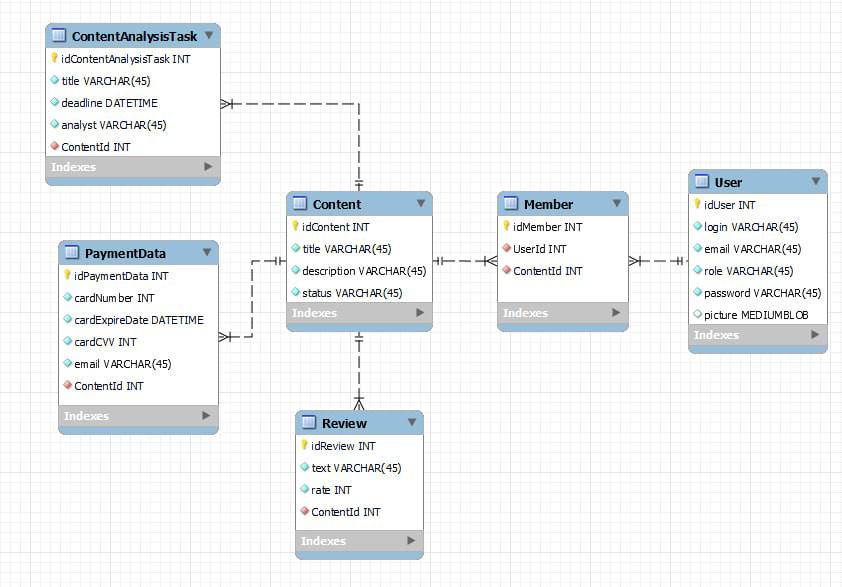 ContentAnalysisTask
idContentAnalysisTask INT
title VARCHAR(45)
deadline DATETIME
analyst VARCHAR(45)
ContentId INT
Indexes
PaymentData
idPaymentData INT
cardNumber INT
cardExpireDate DATETIME
cardCVV INT
email VARCHAR(45)
ContentId INT
Indexes
Content
idContent INT
title VARCHAR(45)
description VARCHAR(45)
status VARCHAR(45)
Indexes
Review
idReview INT
text VARCHAR(45)
rate INT
ContentId INT
Indexes
Member
idMember INT
UserId INT
ContentId INT
Indexes
User
idUser INT
login VARCHAR(45)
email VARCHAR(45)
role VARCHAR(45)
password VARCHAR(45)
picture MEDIUMBLOB
Indexes